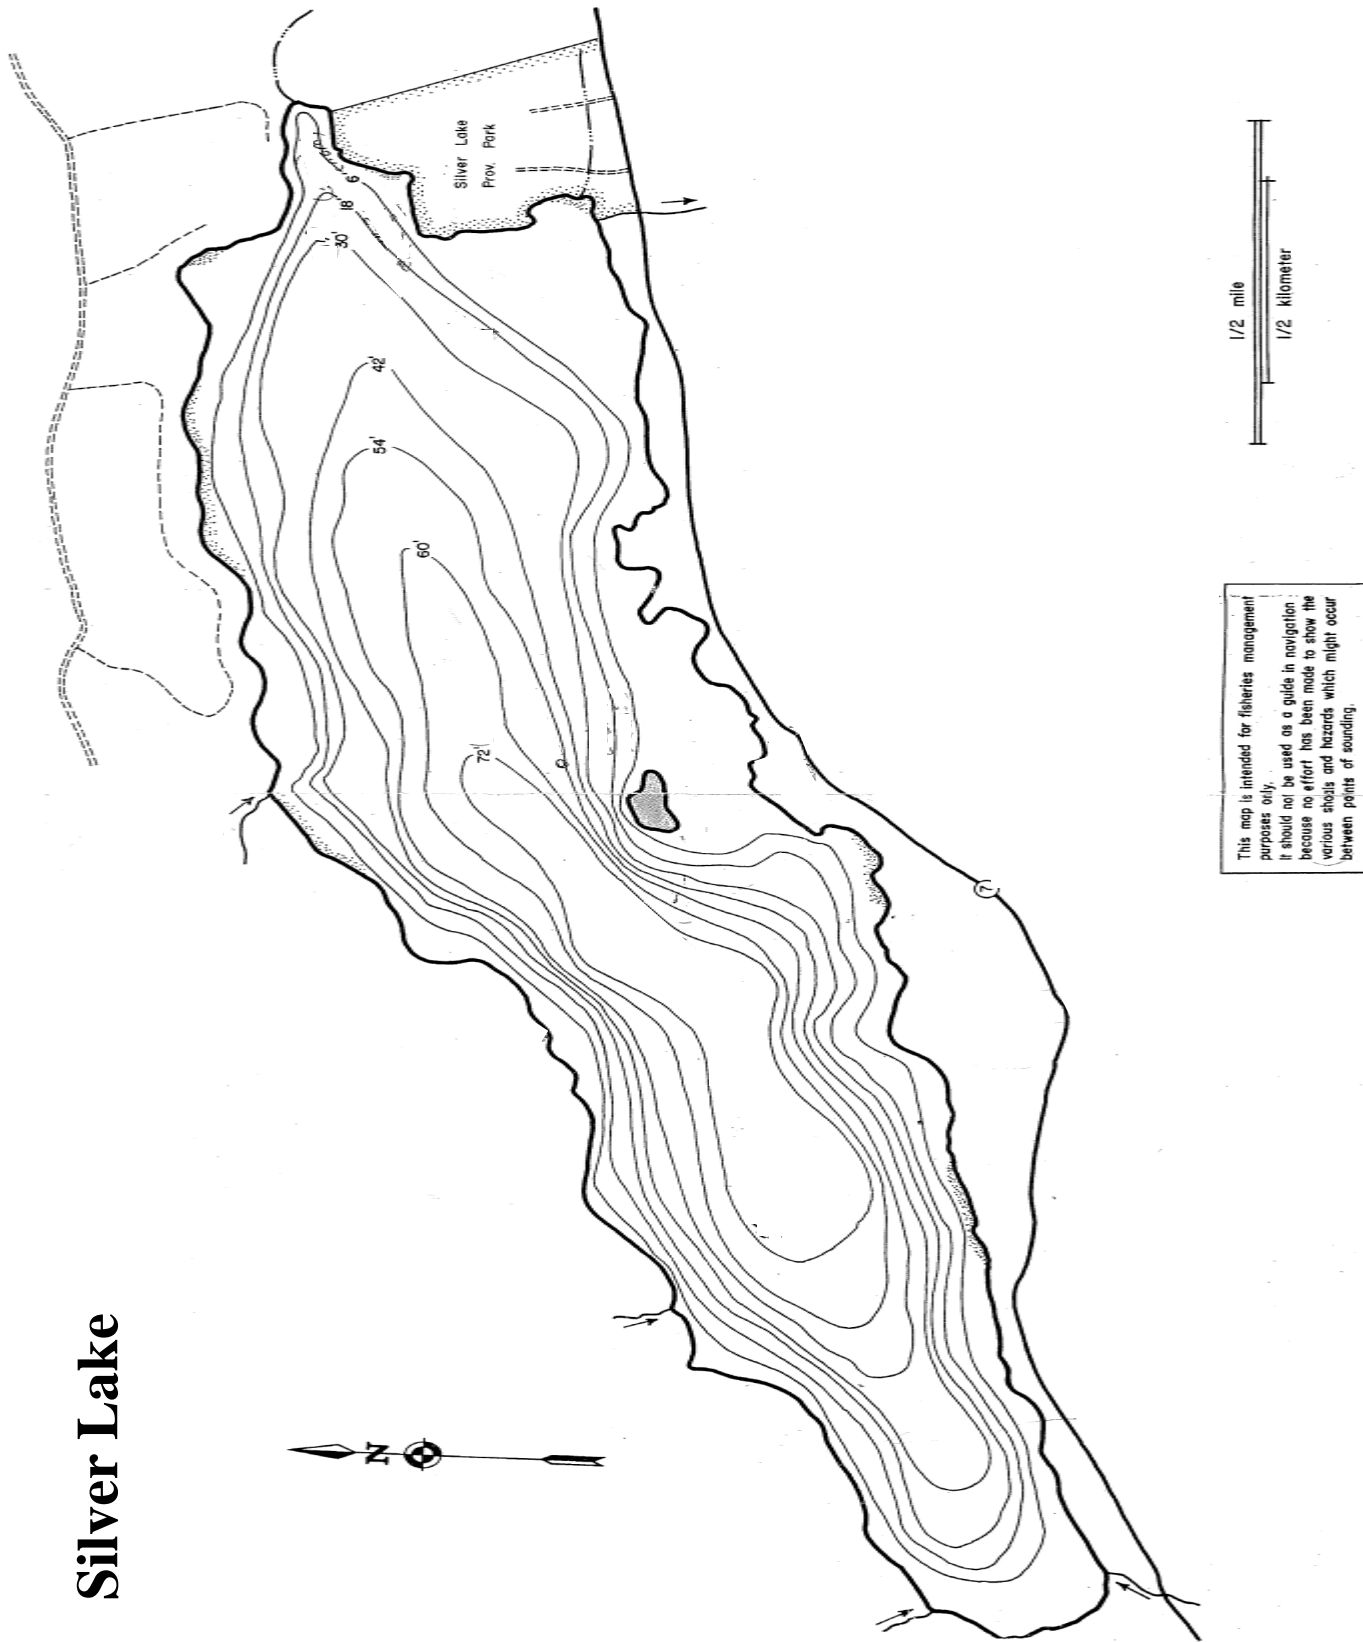 Silver Lake
N
Silver Lake
Prov. Park
6
18
30'
42'
54'
60'
72'
7
1/2 mile
1/2 kilometer
This map is intended for fisheries management
purposes only.
It should not be used as a guide in navigation
because no effort has been made to show the
various shoals and hazards which might occur
between points of sounding.